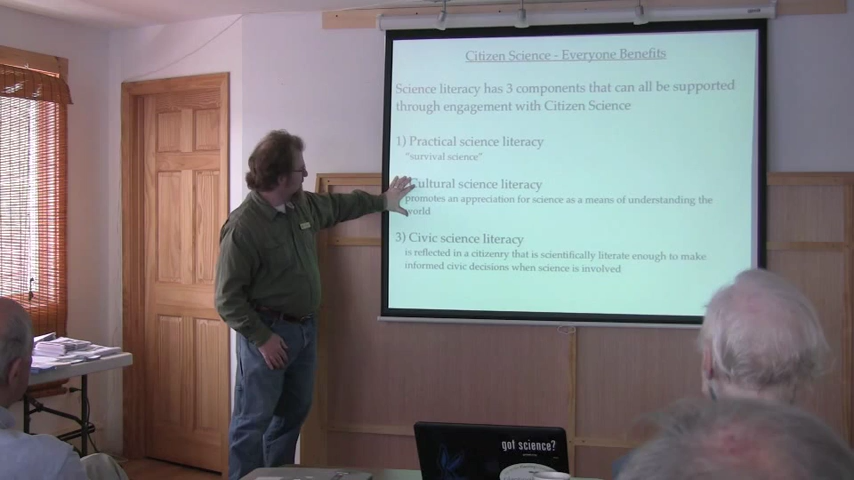 Citizen Science - Everyone Benefits
Science literacy has 3 components that can all be supported
through engagement with Citizen Science
1) Practical science literacy
"survival science"
Cultural science literacy
promotes an appreciation for science as a means of understanding the
world
3) Civic science literacy
is reflected in a citizenry that is scientifically literate enough to make
informed civic decisions when science is involved
got science?